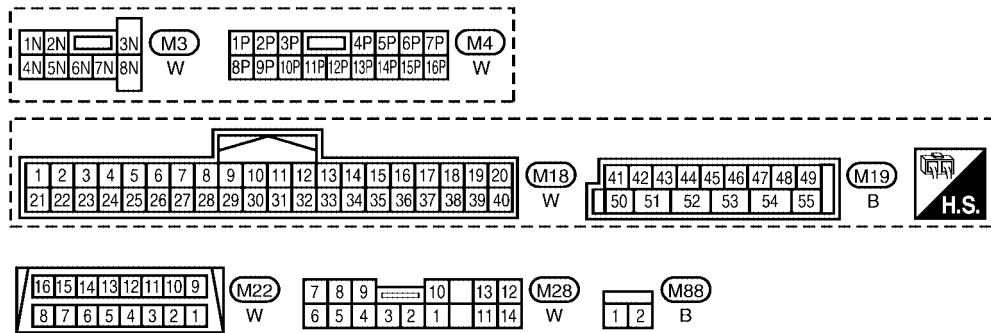 1N 2N 3N M3
4N 5N 6N 7N 8N W
1P 2P 3P 4P 5P 6P 7P M4
8P 9P 10P 11P 12P 13P 14P 15P 16P W
1 2 3 4 5 6 7 8 9 10 11 12 13 14 15 16 17 18 19 20 M18
21 22 23 24 25 26 27 28 29 30 31 32 33 34 35 36 37 38 39 40 W
41 42 43 44 45 46 47 48 49 M19
50 51 52 53 54 55 B
H.S.
16 15 14 13 12 11 10 9 M22
8 7 6 5 4 3 2 1 W
7 8 9 10 13 12 M28
6 5 4 3 2 1 11 14 W
M88
1 2 B